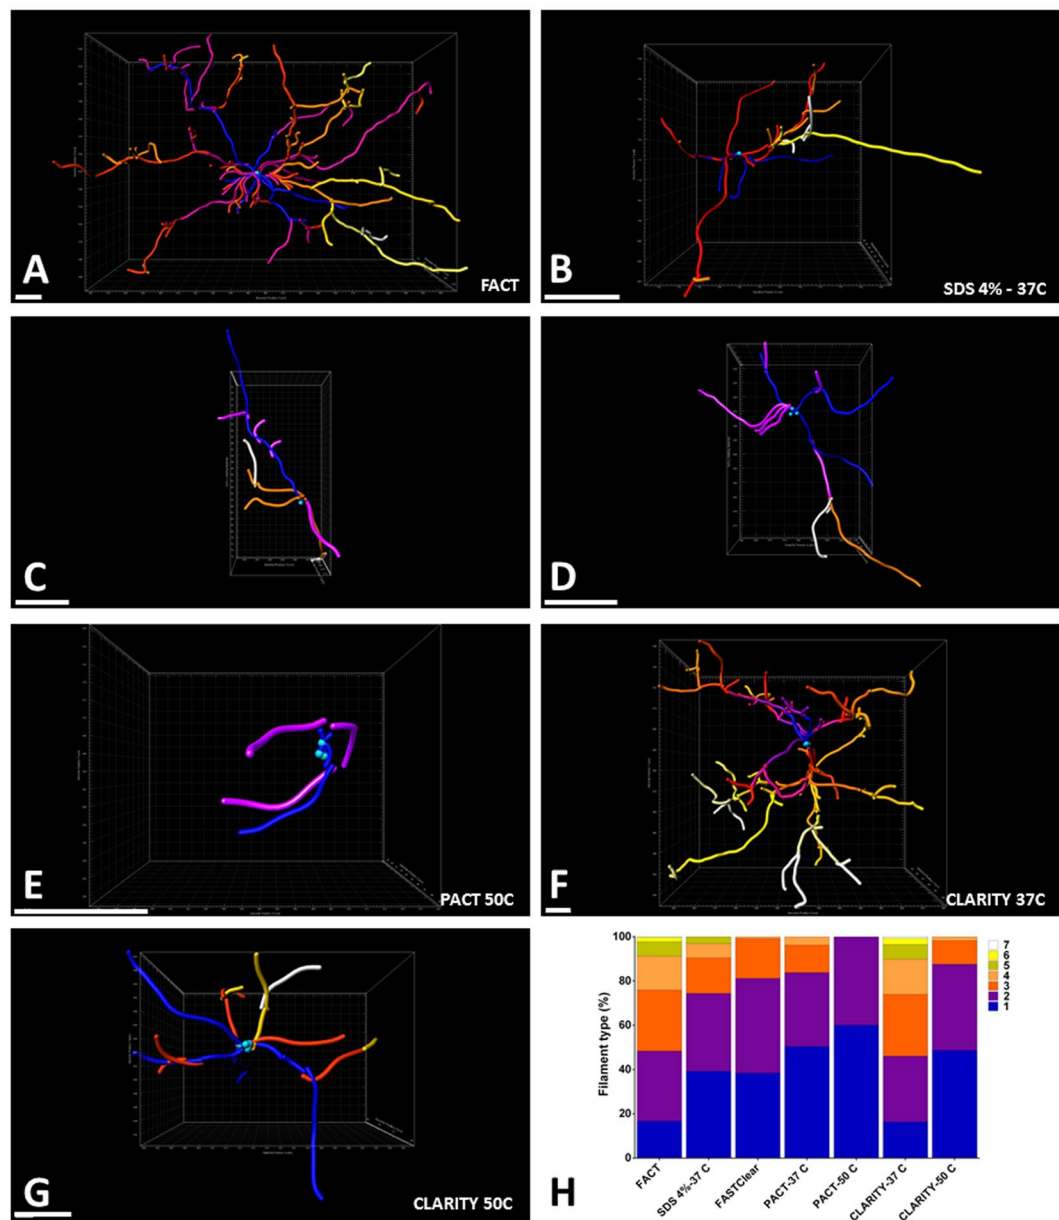 A
FACT
B
SDS 4% - 37C
C
D
E
PACT 50C
F
CLARITY 37C
G
CLARITY 50C
H
Filament type (%)
100
80
60
40
20
0
7
6
5
4
3
2
1
FACT
SDS 4%-37 C
FASTClear
PACT-37 C
PACT-50 C
CLARITY-37 C
CLARITY-50 C